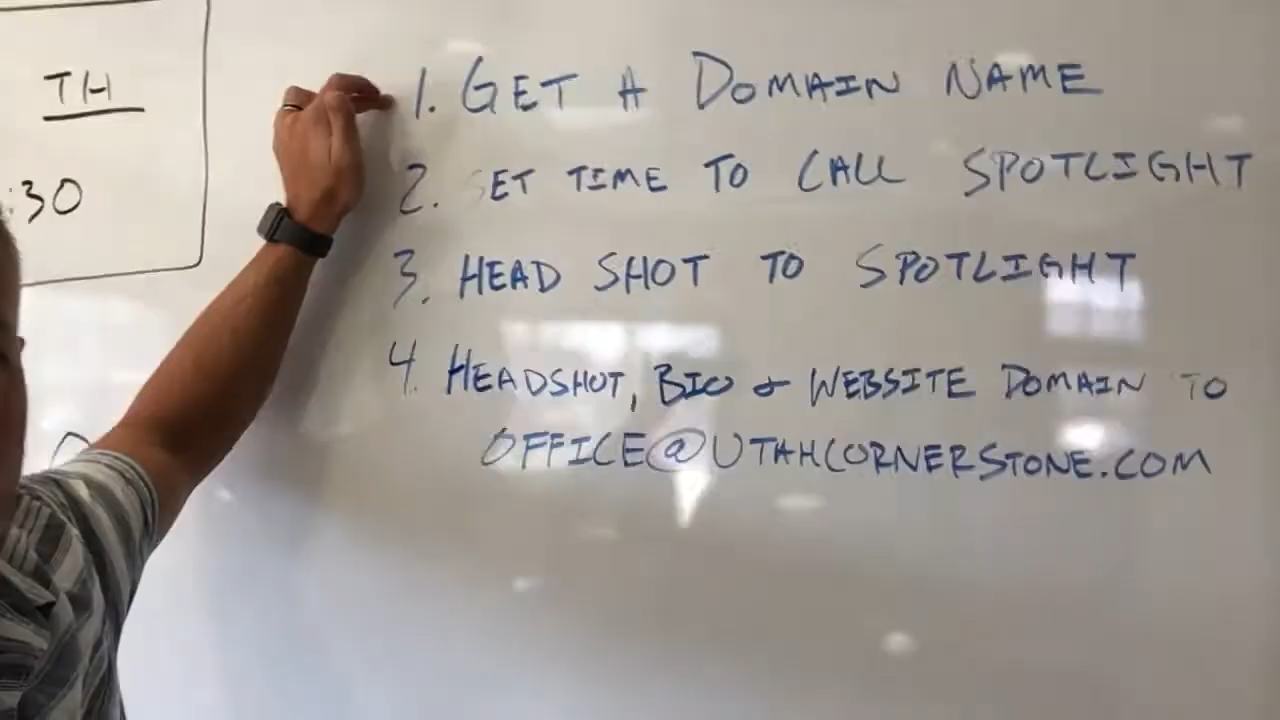 TH
:30
1. GET A DOMAIN NAME
2. SET TIME TO CALL SPOTLIGHT
3. HEAD SHOT TO SPOTLIGHT
4. HEADSHOT, BIO & WEBSITE DOMAIN TO
OFFICE@UTAHCORNERSTONE.COM